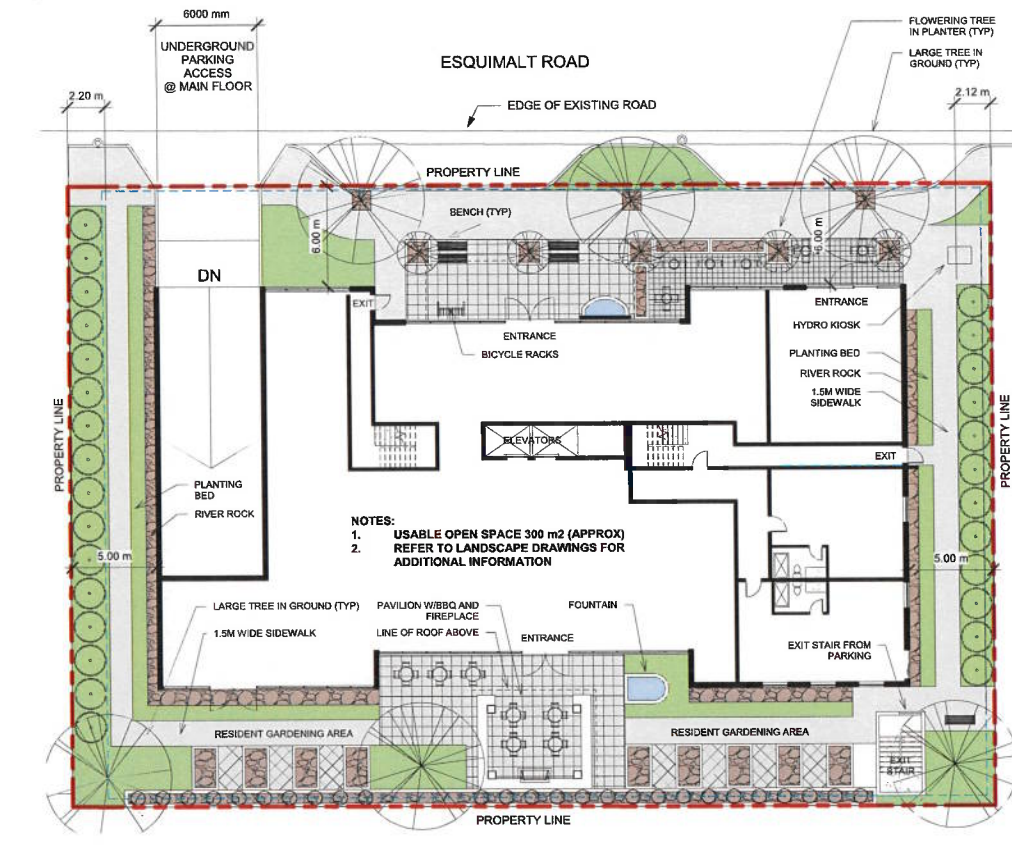 6000 mm
UNDERGROUND
PARKING
ACCESS
@ MAIN FLOOR
ESQUIMALT ROAD
FLOWERING TREE
IN PLANTER (TYP)
LARGE TREE IN
GROUND (TYP)
2.20 m
EDGE OF EXISTING ROAD
2.12 m
PROPERTY LINE
BENCH (TYP)
6.00 m
6.00 m
DN
EXIT
ENTRANCE
ENTRANCE
HYDRO KIOSK
BICYCLE RACKS
PLANTING BED
RIVER ROCK
1.5M WIDE
SIDEWALK
PROPERTY LINE
PROPERTY LINE
ELEVATORS
EXIT
PLANTING
BED
RIVER ROCK
NOTES:
1. USABLE OPEN SPACE 300 m2 (APPROX)
2. REFER TO LANDSCAPE DRAWINGS FOR
ADDITIONAL INFORMATION
5.00 m
5.00 m
LARGE TREE IN GROUND (TYP)
PAVILION W/BBQ AND
FIREPLACE
FOUNTAIN
1.5M WIDE SIDEWALK
LINE OF ROOF ABOVE
ENTRANCE
EXIT STAIR FROM
PARKING
RESIDENT GARDENING AREA
RESIDENT GARDENING AREA
EXIT
STAIR
PROPERTY LINE